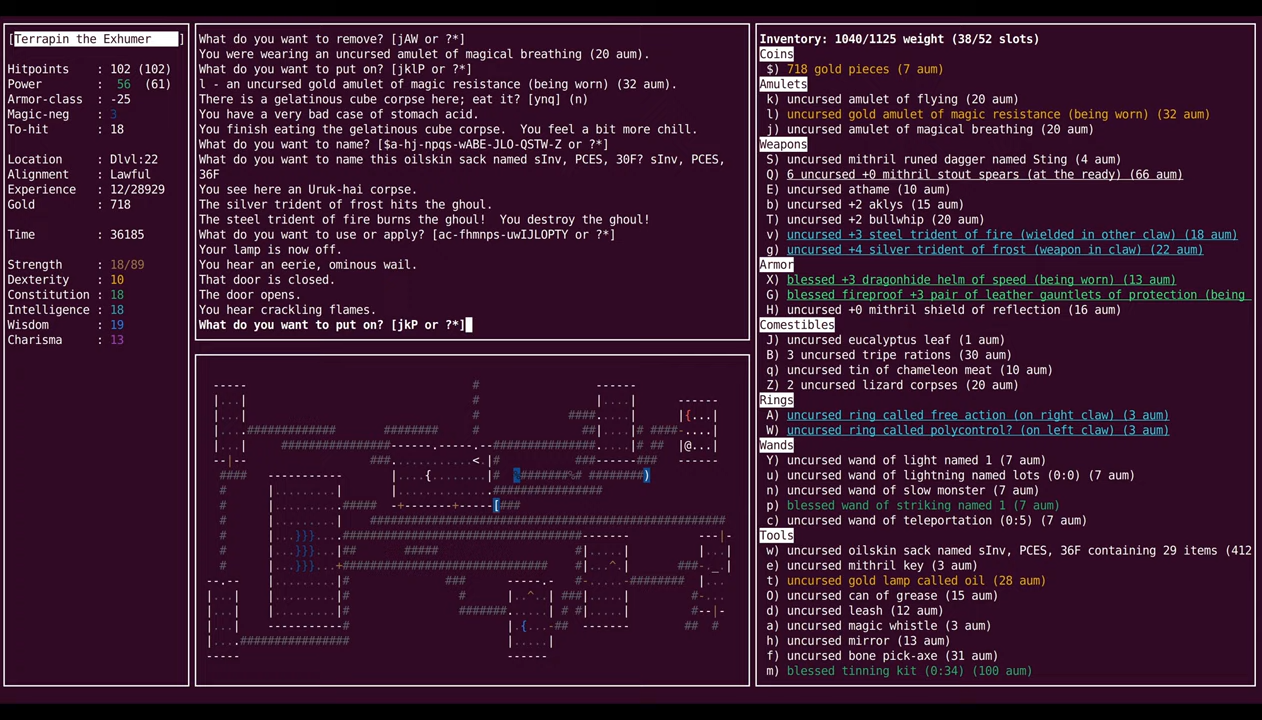 [Terrapin the Exhumer ]
Hitpoints : 102 (102)
Power : 56 (61)
Armor-class : -25
Magic-neg : 3
To-hit : 18
Location : Dlvl:22
Alignment : Lawful
Experience : 12/28929
Gold : 718
Time : 36185
Strength : 18/89
Dexterity : 10
Constitution : 18
Intelligence : 18
Wisdom : 19
Charisma : 13
What do you want to remove? [jAW or ?*]
You were wearing an uncursed amulet of magical breathing (20 aum).
What do you want to put on? [jklP or ?*]
l - an uncursed gold amulet of magic resistance (being worn) (32 aum).
There is a gelatinous cube corpse here; eat it? [ynq] (n)
You have a very bad case of stomach acid.
You finish eating the gelatinous cube corpse.  You feel a bit more chill.
What do you want to name? [$a-hj-npqs-wABE-JLO-QSTW-Z or ?*]
What do you want to name this oilskin sack named sInv, PCES, 30F? sInv, PCES,
36F
You see here an Uruk-hai corpse.
The silver trident of frost hits the ghoul.
The steel trident of fire burns the ghoul!  You destroy the ghoul!
What do you want to use or apply? [ac-fhmnps-uwIJLOPTY or ?*]
Your lamp is now off.
You hear an eerie, ominous wail.
That door is closed.
The door opens.
You hear crackling flames.
What do you want to put on? [jkP or ?*]
Inventory: 1040/1125 weight (38/52 slots)
Coins
$) 718 gold pieces (7 aum)
Amulets
k) uncursed amulet of flying (20 aum)
l) uncursed gold amulet of magic resistance (being worn) (32 aum)
j) uncursed amulet of magical breathing (20 aum)
Weapons
S) uncursed mithril runed dagger named Sting (4 aum)
Q) 6 uncursed +0 mithril stout spears (at the ready) (66 aum)
E) uncursed athame (10 aum)
b) uncursed +2 aklys (15 aum)
T) uncursed +2 bullwhip (20 aum)
v) uncursed +3 steel trident of fire (wielded in other claw) (18 aum)
g) uncursed +4 silver trident of frost (weapon in claw) (22 aum)
Armor
X) blessed +3 dragonhide helm of speed (being worn) (13 aum)
G) blessed fireproof +3 pair of leather gauntlets of protection (being
H) uncursed +0 mithril shield of reflection (16 aum)
Comestibles
J) uncursed eucalyptus leaf (1 aum)
B) 3 uncursed tripe rations (30 aum)
q) uncursed tin of chameleon meat (10 aum)
Z) 2 uncursed lizard corpses (20 aum)
Rings
A) uncursed ring called free action (on right claw) (3 aum)
W) uncursed ring called polycontrol? (on left claw) (3 aum)
Wands
Y) uncursed wand of light named 1 (7 aum)
u) uncursed wand of lightning named lots (0:0) (7 aum)
n) uncursed wand of slow monster (7 aum)
p) blessed wand of striking named 1 (7 aum)
c) uncursed wand of teleportation (0:5) (7 aum)
Tools
w) uncursed oilskin sack named sInv, PCES, 36F containing 29 items (412
e) uncursed mithril key (3 aum)
t) uncursed gold lamp called oil (28 aum)
O) uncursed can of grease (15 aum)
d) uncursed leash (12 aum)
a) uncursed magic whistle (3 aum)
h) uncursed mirror (13 aum)
f) uncursed bone pick-axe (31 aum)
m) blessed tinning kit (0:34) (100 aum)